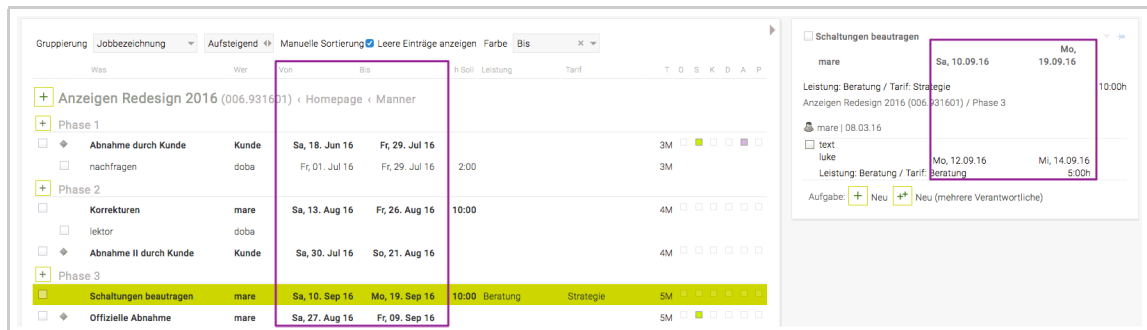 Gruppierung Jobbezeichnung Aufsteigend Manuelle Sortierung Leere Einträge anzeigen Farbe Bis ×
Was Wer Von Bis h Soll Leistung Tarif T D S K D A P
+ Anzeigen Redesign 2016 (006.931601) ‹ Homepage ‹ Manner
+ Phase 1
Abnahme durch Kunde Kunde Sa, 18. Jun 16 Fr, 29. Jul 16 3M
nachfragen doba Fr, 01. Jul 16 Fr, 29. Jul 16 2:00 3M
+ Phase 2
Korrekturen mare Sa, 13. Aug 16 Fr, 26. Aug 16 10:00 4M
lektor doba
Abnahme II durch Kunde Kunde Sa, 30. Jul 16 So, 21. Aug 16 4M
+ Phase 3
Schaltungen beautragen mare Sa, 10. Sep 16 Mo, 19. Sep 16 10:00 Beratung Strategie 5M
Offizielle Abnahme mare Sa, 27. Aug 16 Fr, 09. Sep 16 5M
Schaltungen beautragen
mare Sa, 10.09.16 Mo, 19.09.16
Leistung: Beratung / Tarif: Strategie 10:00h
Anzeigen Redesign 2016 (006.931601) / Phase 3
mare | 08.03.16
text
luke Mo, 12.09.16 Mi, 14.09.16
Leistung: Beratung / Tarif: Beratung 5:00h
Aufgabe: + Neu ++ Neu (mehrere Verantwortliche)